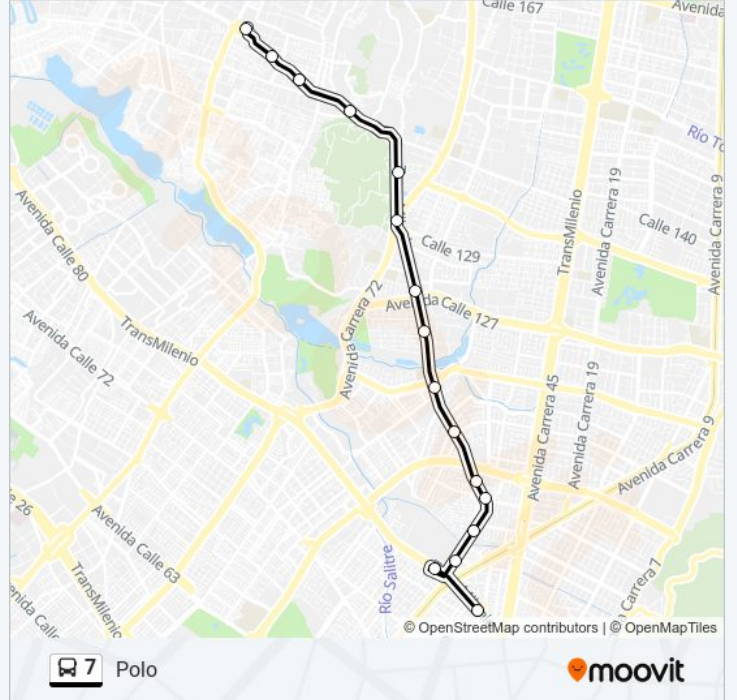 Calle 167
Avenida
Río To
Avenida Carrera 19
Avenida Carrera 9
TransMilenio
Calle 140
Avenida Calle 80
Calle 129
Avenida Carrera 72
Avenida Calle 127
Avenida Calle 72
TransMilenio
Avenida Carrera 45
Avenida Carrera 19
Avenida Carrera 9
e 26
Avenida Calle 63
Río Salitre
TransMilenio
enida Calle
Carrera 7
© OpenStreetMap contributors | © OpenMapTiles
7 Polo
moovit